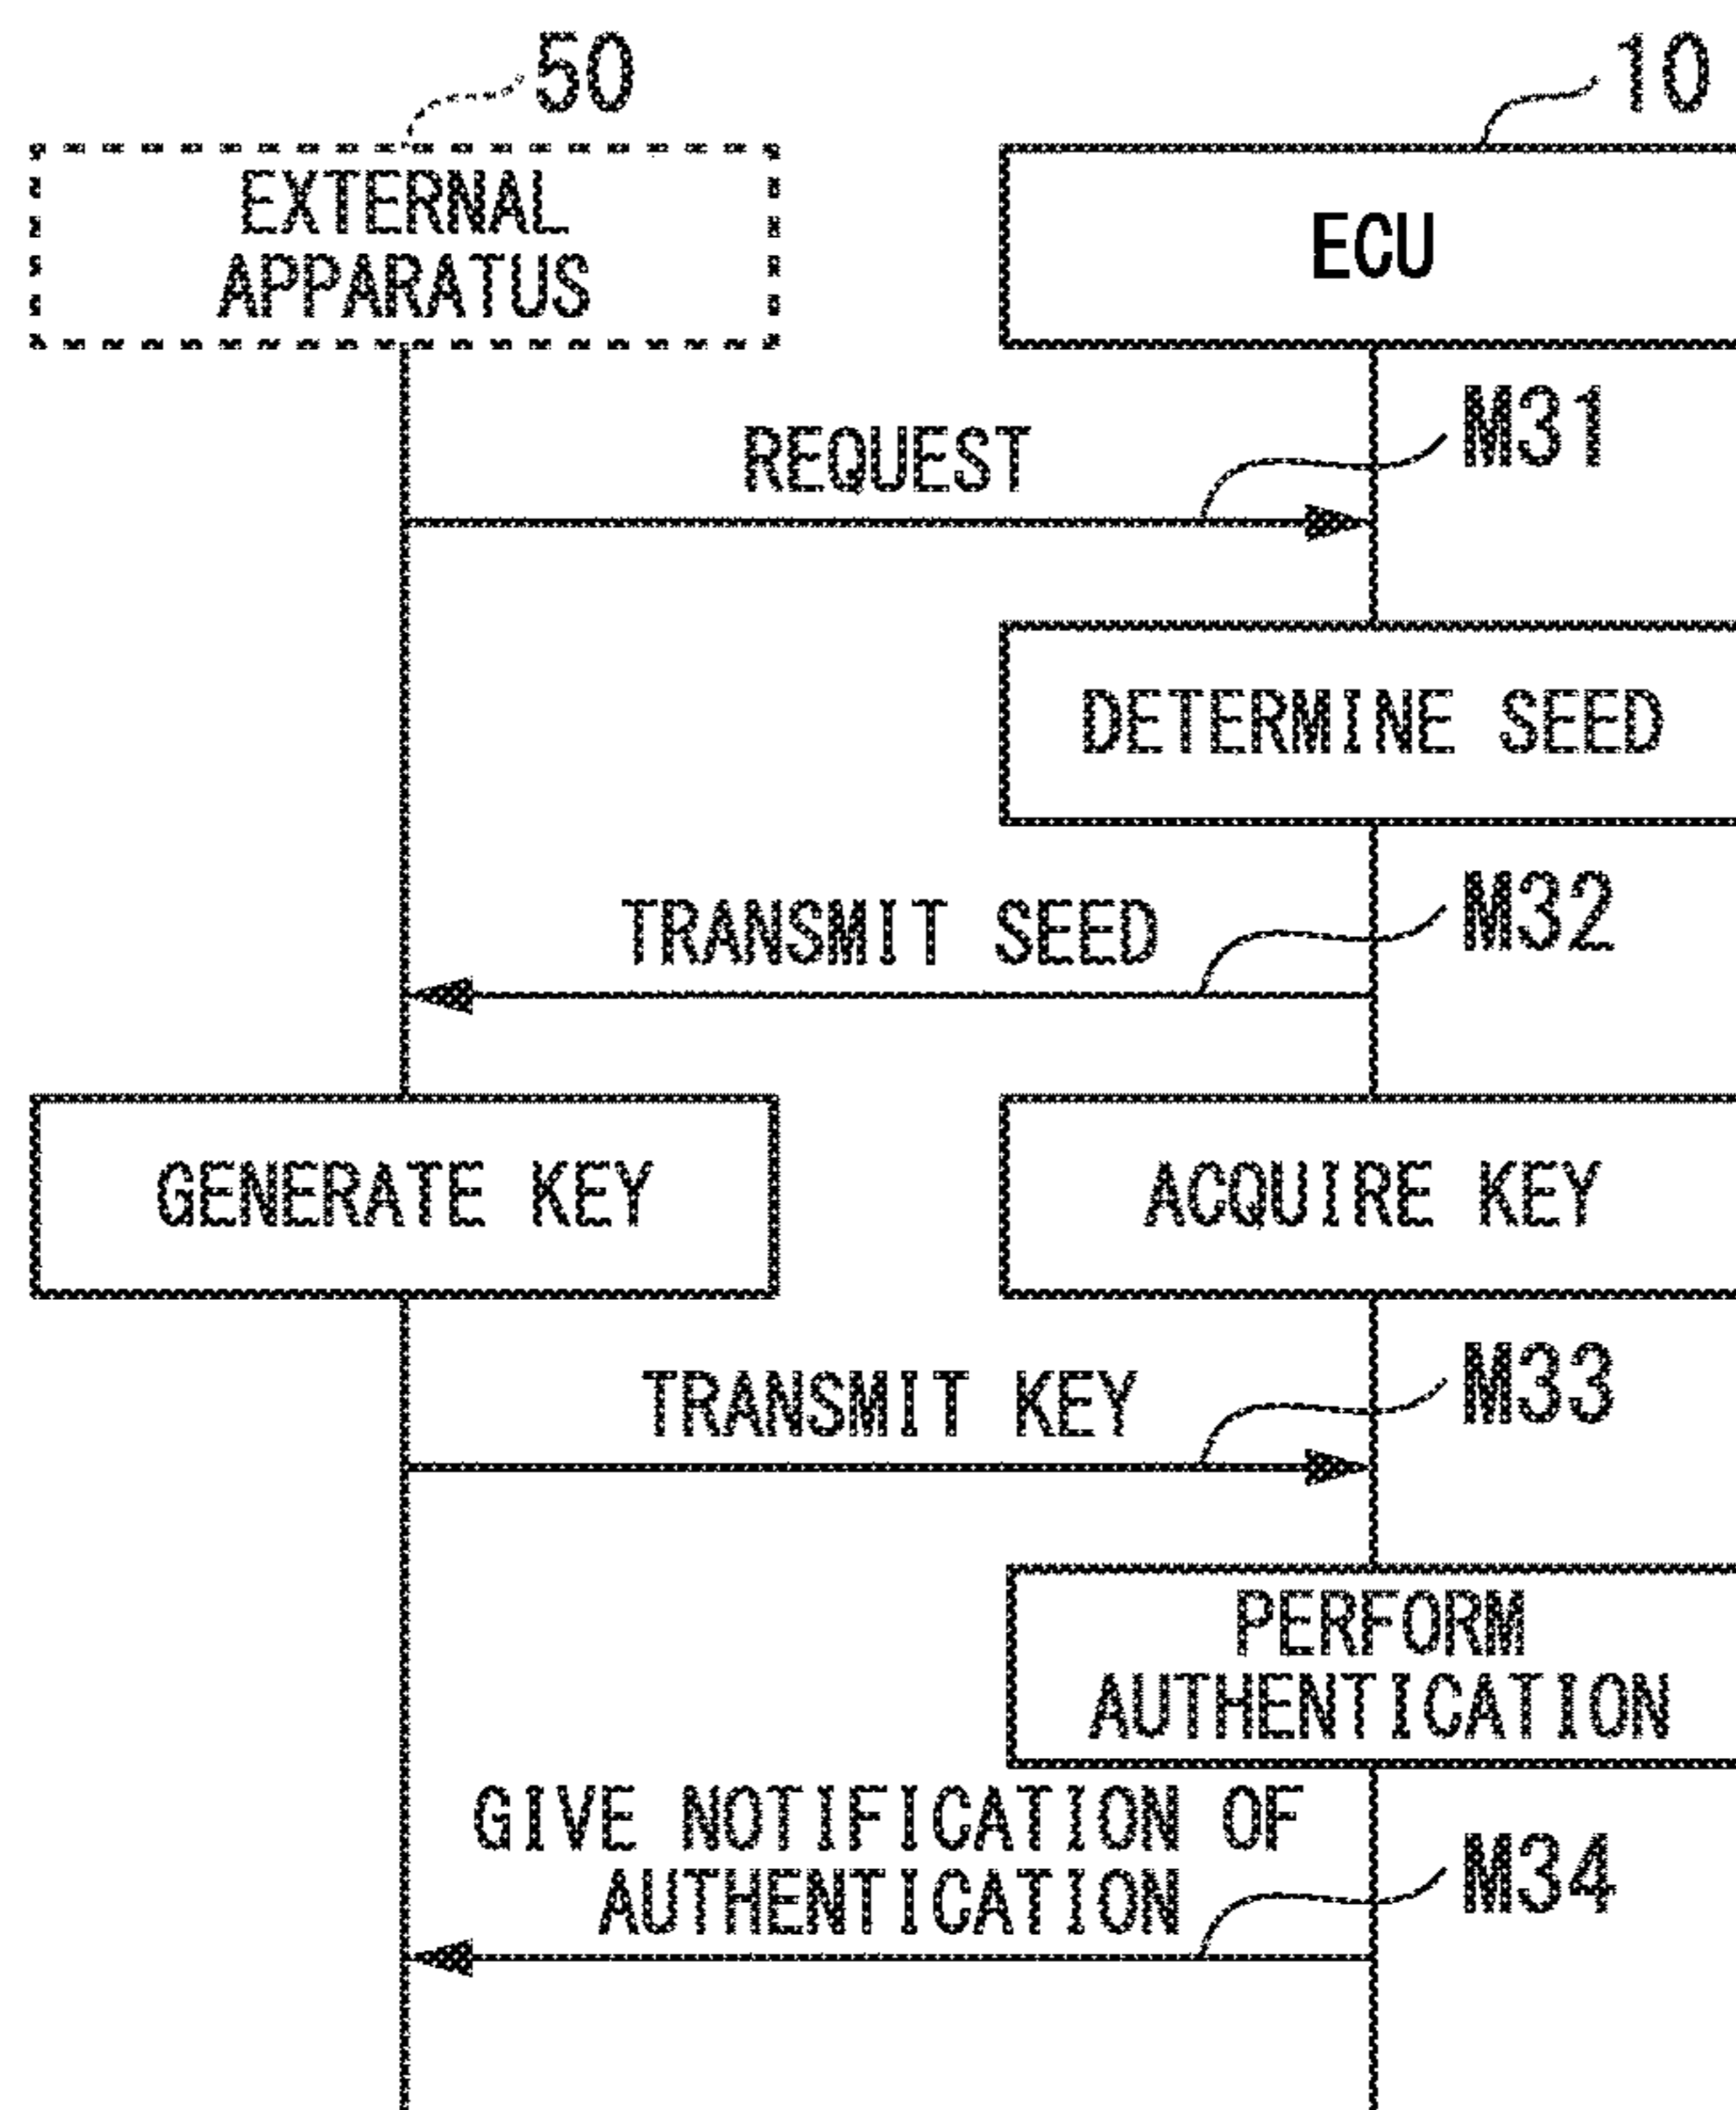 50
10
EXTERNAL
APPARATUS
ECU
M31
REQUEST
DETERMINE SEED
M32
TRANSMIT SEED
GENERATE KEY
ACQUIRE KEY
M33
TRANSMIT KEY
PERFORM
AUTHENTICATION
GIVE NOTIFICATION OF
AUTHENTICATION
M34